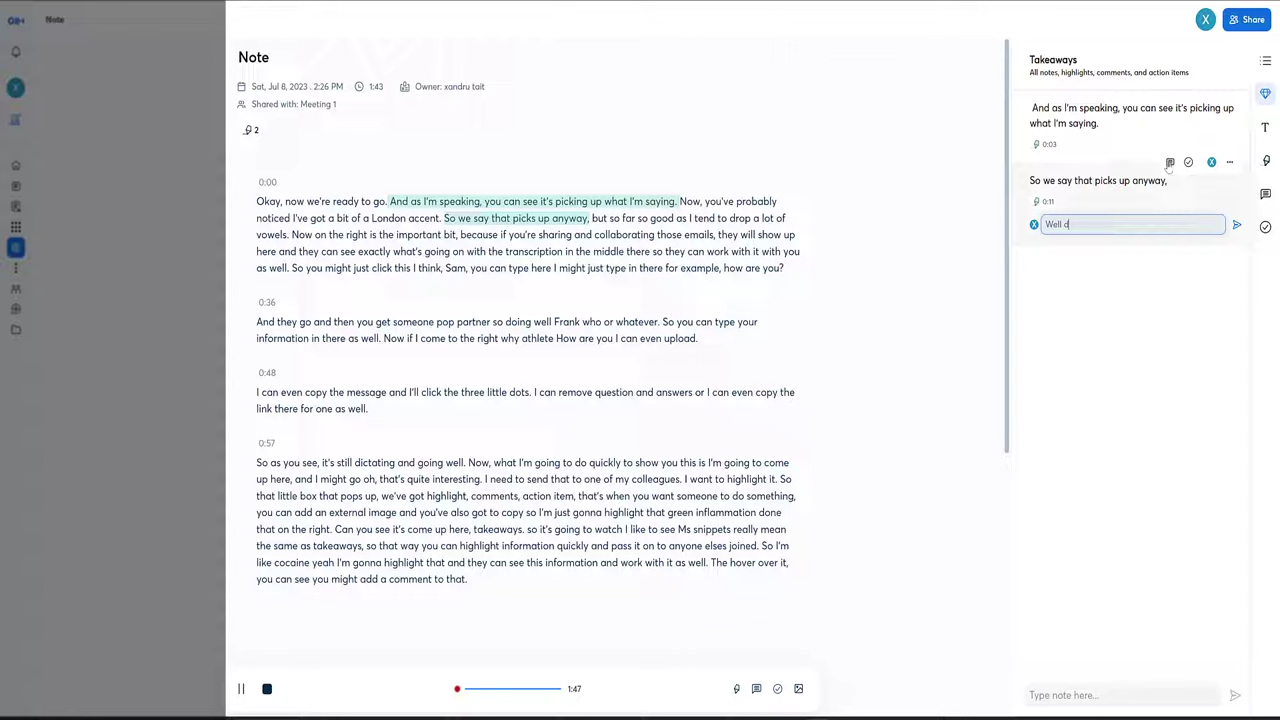 Note
X
Share
Note
Sat, Jul 8, 2023 . 2:26 PM 1:43 Owner: xandru tait
Shared with: Meeting 1
2
0:00
Okay, now we're ready to go. And as I'm speaking, you can see it's picking up what I'm saying. Now, you've probably
noticed I've got a bit of a London accent. So we say that picks up anyway, but so far so good as I tend to drop a lot of
vowels. Now on the right is the important bit, because if you're sharing and collaborating those emails, they will show up
here and they can see exactly what's going on with the transcription in the middle there so they can work with it with you
as well. So you might just click this I think, Sam, you can type here I might just type in there for example, how are you?
0:36
And they go and then you get someone pop partner so doing well Frank who or whatever. So you can type your
information in there as well. Now if I come to the right why athlete How are you I can even upload.
0:48
I can even copy the message and I'll click the three little dots. I can remove question and answers or I can even copy the
link there for one as well.
0:57
So as you see, it's still dictating and going well. Now, what I'm going to do quickly to show you this is I'm going to come
up here, and I might go oh, that's quite interesting. I need to send that to one of my colleagues. I want to highlight it. So
that little box that pops up, we've got highlight, comments, action item, that's when you want someone to do something,
you can add an external image and you've also got to copy so I'm just gonna highlight that green inflammation done
that on the right. Can you see it's come up here, takeaways. so it's going to watch I like to see Ms snippets really mean
the same as takeaways, so that way you can highlight information quickly and pass it on to anyone elses joined. So I'm
like cocaine yeah I'm gonna highlight that and they can see this information and work with it as well. The hover over it,
you can see you might add a comment to that.
1:47
Takeaways
All notes, highlights, comments, and action items
And as I'm speaking, you can see it's picking up
what I'm saying.
0:03
X
So we say that picks up anyway,
0:11
X Well d
Type note here...
T